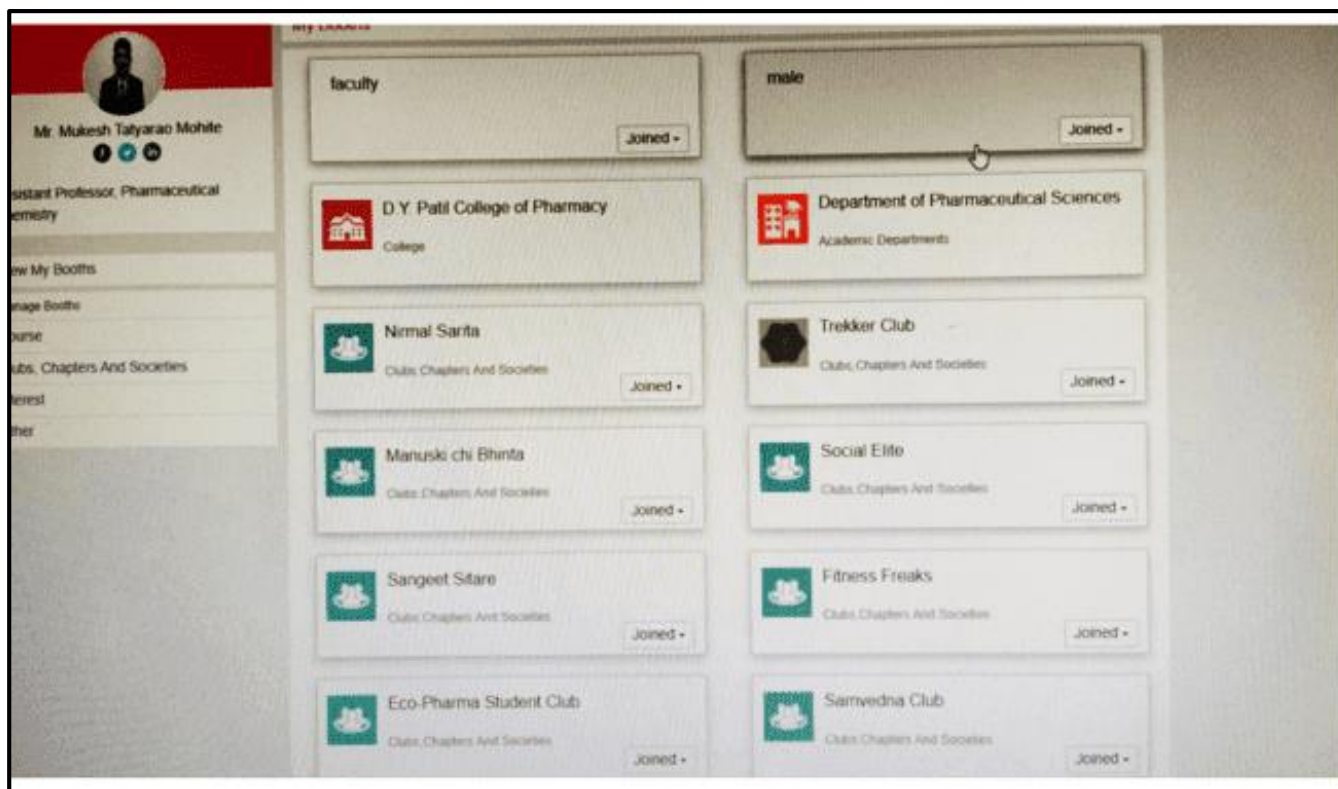 My Booths
Mr. Mukesh Tatyarao Mohite
sistant Professor, Pharmaceutical
emistry
ew My Booths
anage Booths
ourse
ubs, Chapters And Societies
terest
ther
faculty
Joined
male
Joined
D.Y. Patil College of Pharmacy
College
Department of Pharmaceutical Sciences
Academic Departments
Nirmal Sarita
Clubs, Chapters And Societies
Joined
Trekker Club
Clubs, Chapters And Societies
Joined
Manuski chi Bhinta
Clubs, Chapters And Societies
Joined
Social Elite
Clubs, Chapters And Societies
Joined
Sangeet Sitare
Clubs, Chapters And Societies
Joined
Fitness Freaks
Clubs, Chapters And Societies
Joined
Eco-Pharma Student Club
Clubs, Chapters And Societies
Joined
Samvedna Club
Clubs, Chapters And Societies
Joined